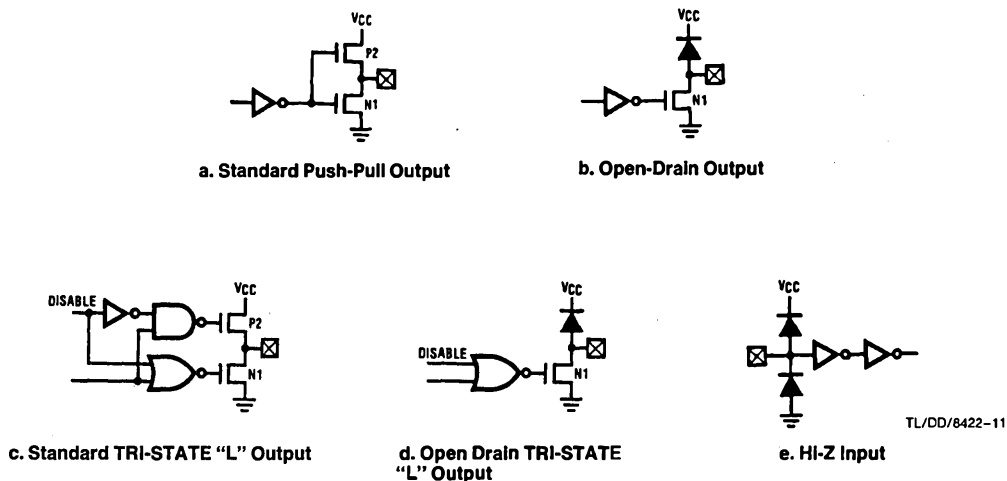 VCC
P2
N1
a. Standard Push-Pull Output
VCC
N1
b. Open-Drain Output
DISABLE
VCC
P2
N1
c. Standard TRI-STATE “L” Output
DISABLE
VCC
N1
d. Open Drain TRI-STATE
“L” Output
VCC
e. Hi-Z Input
TL/DD/8422-11